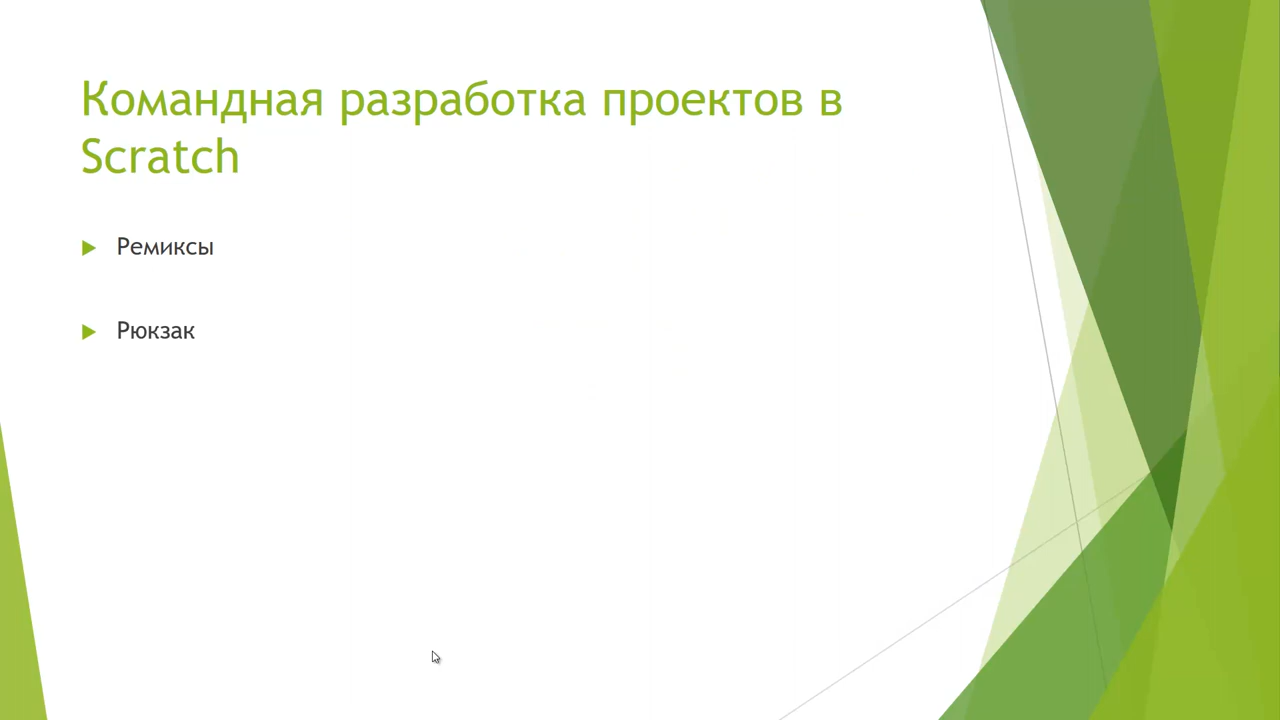 Командная разработка проектов в
Scratch
Ремиксы
Рюкзак